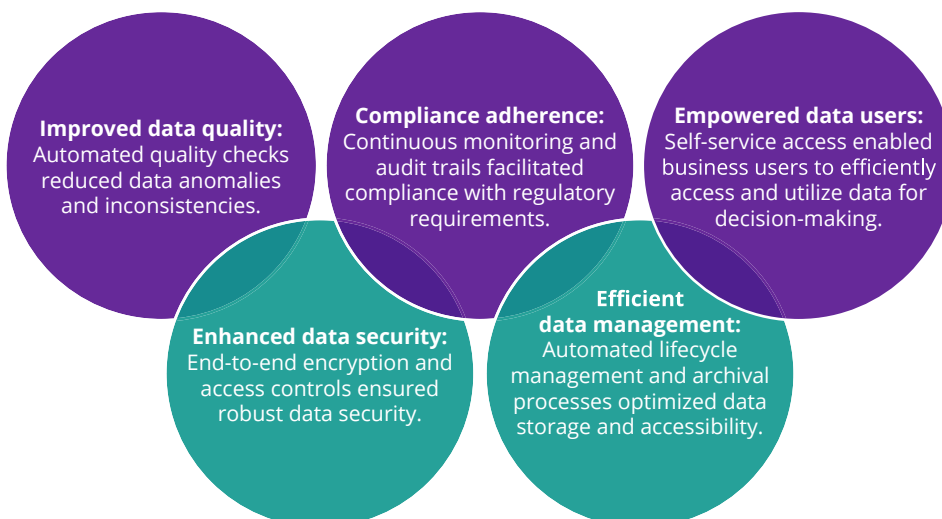 Improved data quality:
Automated quality checks
reduced data anomalies
and inconsistencies.
Compliance adherence:
Continuous monitoring and
audit trails facilitated
compliance with regulatory
requirements.
Empowered data users:
Self-service access enabled
business users to efficiently
access and utilize data for
decision-making.
Enhanced data security:
End-to-end encryption and
access controls ensured
robust data security.
Efficient
data management:
Automated lifecycle
management and archival
processes optimized data
storage and accessibility.